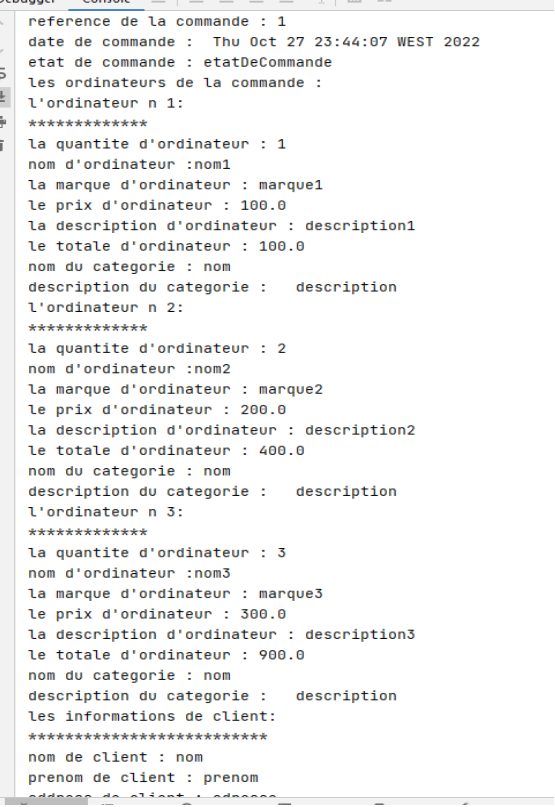 Console
reference de la commande : 1
date de commande :  Thu Oct 27 23:44:07 WEST 2022
etat de commande : etatDeCommande
les ordinateurs de la commande :
l'ordinateur n 1:
*************
la quantite d'ordinateur : 1
nom d'ordinateur :nom1
la marque d'ordinateur : marque1
le prix d'ordinateur : 100.0
la description d'ordinateur : description1
le totale d'ordinateur : 100.0
nom du categorie : nom
description du categorie :   description
l'ordinateur n 2:
*************
la quantite d'ordinateur : 2
nom d'ordinateur :nom2
la marque d'ordinateur : marque2
le prix d'ordinateur : 200.0
la description d'ordinateur : description2
le totale d'ordinateur : 400.0
nom du categorie : nom
description du categorie :   description
l'ordinateur n 3:
*************
la quantite d'ordinateur : 3
nom d'ordinateur :nom3
la marque d'ordinateur : marque3
le prix d'ordinateur : 300.0
la description d'ordinateur : description3
le totale d'ordinateur : 900.0
nom du categorie : nom
description du categorie :   description
les informations de client:
**************************
nom de client : nom
prenom de client : prenom